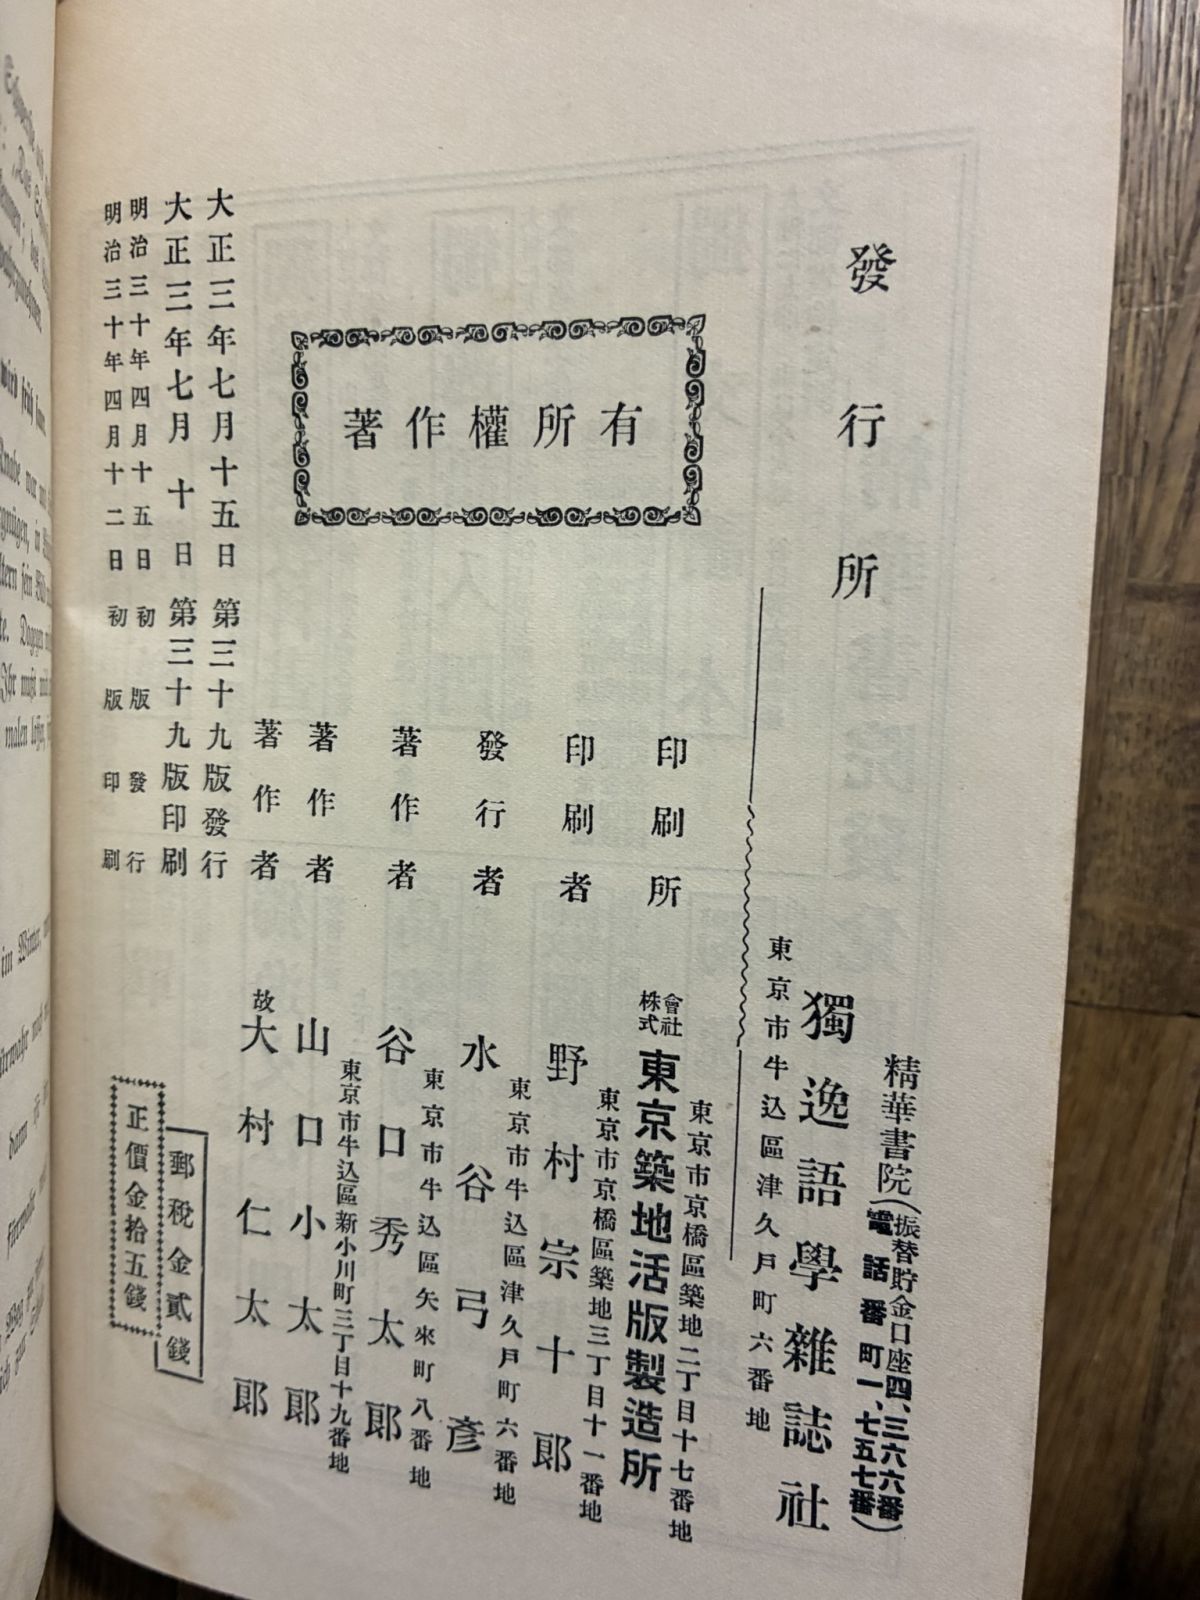 明治三十年四月十二日初版印刷
明治三十年四月十五日初版發行
大正三年七月十日第三十九版印刷
大正三年七月十五日第三十九版發行
正價金拾五錢
郵稅金貳錢
著作權所有
著作者 故大村仁太郎
著作者 山口小太郎
東京市牛込區新小川町三丁目十九番地
著作者 谷口秀太郎
東京市牛込區矢來町八番地
發行者 水谷弓彥
東京市牛込區津久戸町六番地
印刷者 野村宗十郎
東京市京橋區築地三丁目十一番地
印刷所 株式會社東京築地活版製造所
東京市京橋區築地二丁目十七番地
發行所
東京市牛込區津久戸町六番地
獨逸語學雜誌社
精華書院(振替貯金口座四、三六六番
電話番町一、七五七番)
wird früh
Knabe vor
im Winter,